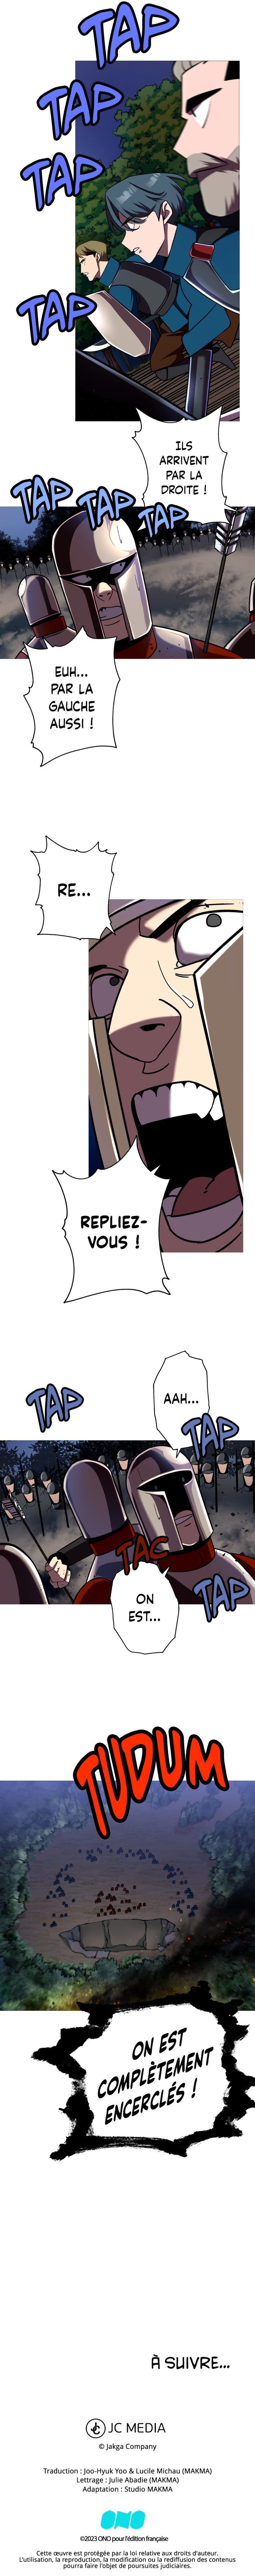 TAP
TAP
TAP
TAP
ILS
ARRIVENT
PAR LA
DROITE !
TAP
TAP
TAP
EUH...
PAR LA
GAUCHE
AUSSI !
RE...
REPLIEZ-
VOUS !
AAH...
TAP
TAP
TAC
ON
EST...
TAP
TUDUM
ON EST
COMPLÈTEMENT
ENCERCLÉS !
À SUIVRE...
JC MEDIA
© Jakga Company
Traduction : Joo-Hyuk Yoo & Lucile Michau (MAKMA)
Lettrage : Julie Abadie (MAKMA)
Adaptation : Studio MAKMA
ONO
©2023 ONO pour l'édition française
Cette œuvre est protégée par la loi relative aux droits d'auteur.
L'utilisation, la reproduction, la modification ou la rediffusion des contenus
pourra faire l'objet de poursuites judiciaires.